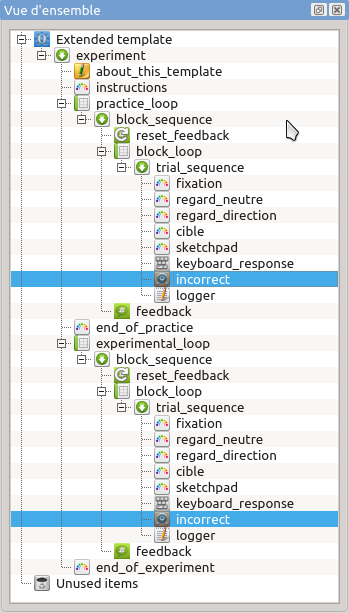 Vue d'ensemble
Extended template
experiment
about_this_template
instructions
practice_loop
block_sequence
reset_feedback
block_loop
trial_sequence
fixation
regard_neutre
regard_direction
cible
sketchpad
keyboard_response
incorrect
logger
feedback
end_of_practice
experimental_loop
block_sequence
reset_feedback
block_loop
trial_sequence
fixation
regard_neutre
regard_direction
cible
sketchpad
keyboard_response
incorrect
logger
feedback
end_of_experiment
Unused items